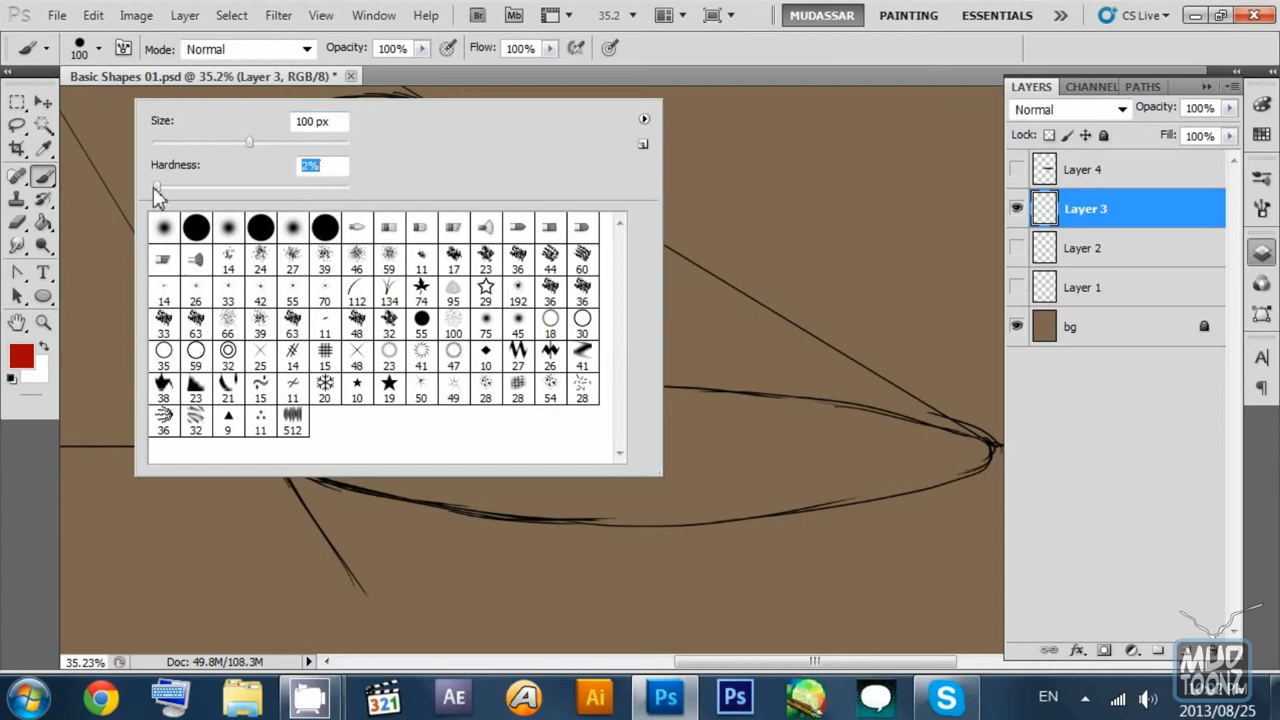 Ps File Edit Image Layer Select Filter View Window Help Br Mb 35.2 MUDASSAR PAINTING ESSENTIALS CS Live
100 Mode: Normal Opacity: 100% Flow: 100%
Basic Shapes 01.psd @ 35.2% (Layer 3, RGB/8) *
Size: 100 px
Hardness: 2%
14 24 27 39 46 59 11 17 23 36 44 60
14 26 33 42 55 70 112 134 74 95 29 192 36 36
33 63 66 39 63 11 48 32 55 100 75 45 18 30
35 59 32 25 14 15 48 23 41 47 10 27 26 41
38 23 21 15 11 20 10 19 50 49 28 28 54 28
36 32 9 11 512
LAYERS CHANNEL PATHS
Normal Opacity: 100%
Lock: Fill: 100%
Layer 4
Layer 3
Layer 2
Layer 1
bg
T
A
35.23% Doc: 49.8M/108.3M
fx
MUD
TOONZ
321 Ae Ai Ps Ps S EN
2013/08/25